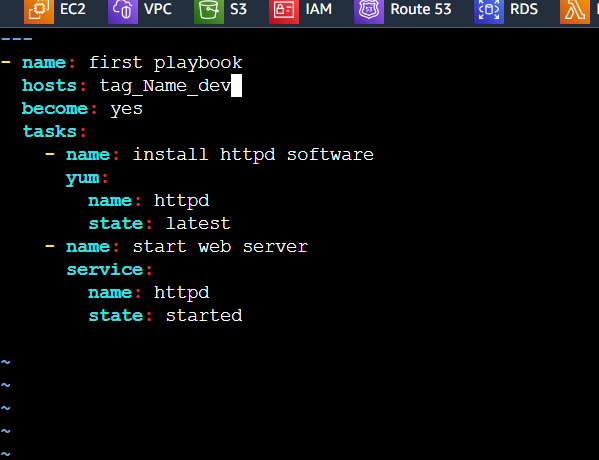 EC2 VPC S3 IAM Route 53 RDS
---
- name: first playbook
  hosts: tag_Name_dev
  become: yes
  tasks:
    - name: install httpd software
      yum:
        name: httpd
        state: latest
    - name: start web server
      service:
        name: httpd
        state: started
~
~
~
~
~